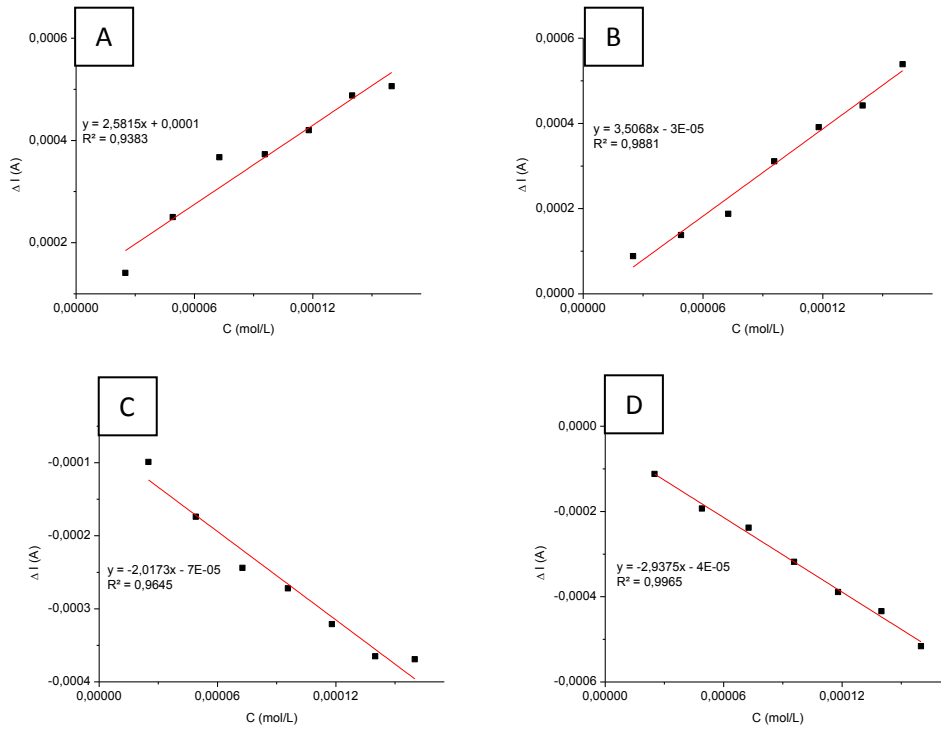 A
0,0006
0,0004
0,0002
Δ I (A)
y = 2,5815x + 0,0001
R² = 0,9383
0,00000
0,00006
0,00012
C (mol/L)
B
0,0006
0,0004
0,0002
0,0000
Δ I (A)
y = 3,5068x - 3E-05
R² = 0,9881
0,00000
0,00006
0,00012
C (mol/L)
C
-0,0001
-0,0002
-0,0003
-0,0004
Δ I (A)
y = -2,0173x - 7E-05
R² = 0,9645
0,00000
0,00006
0,00012
C (mol/L)
D
0,0000
-0,0002
-0,0004
-0,0006
Δ I (A)
y = -2,9375x - 4E-05
R² = 0,9965
0,00000
0,00006
0,00012
C (mol/L)